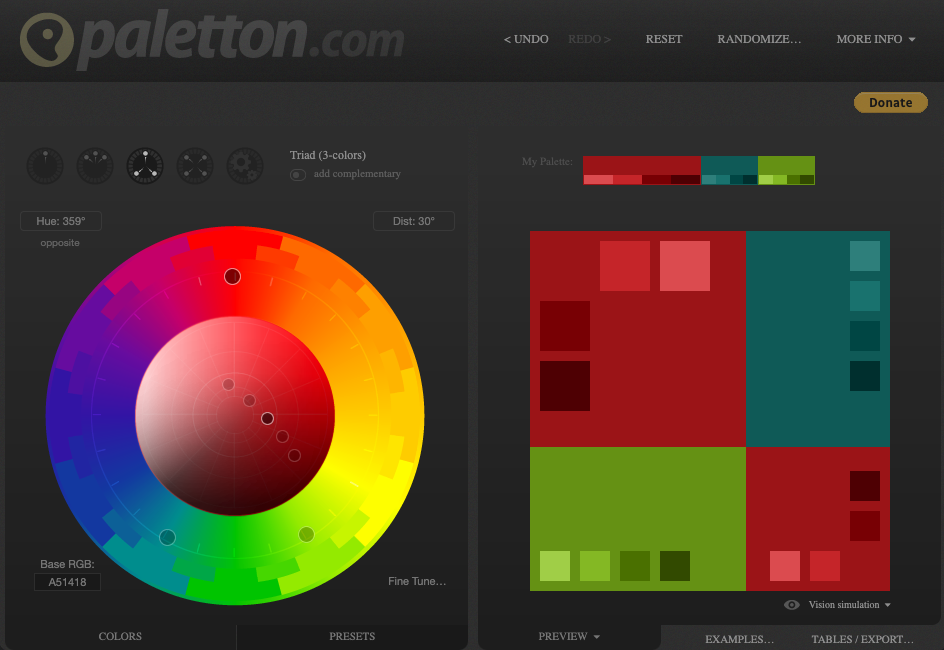 paletton.com
< UNDO REDO > RESET RANDOMIZE... MORE INFO
Donate
Triad (3-colors)
add complementary
My Palette:
Hue: 359°
Dist: 30°
opposite
Base RGB:
A51418
Fine Tune...
Vision simulation
COLORS PRESETS
PREVIEW EXAMPLES... TABLES / EXPORT...